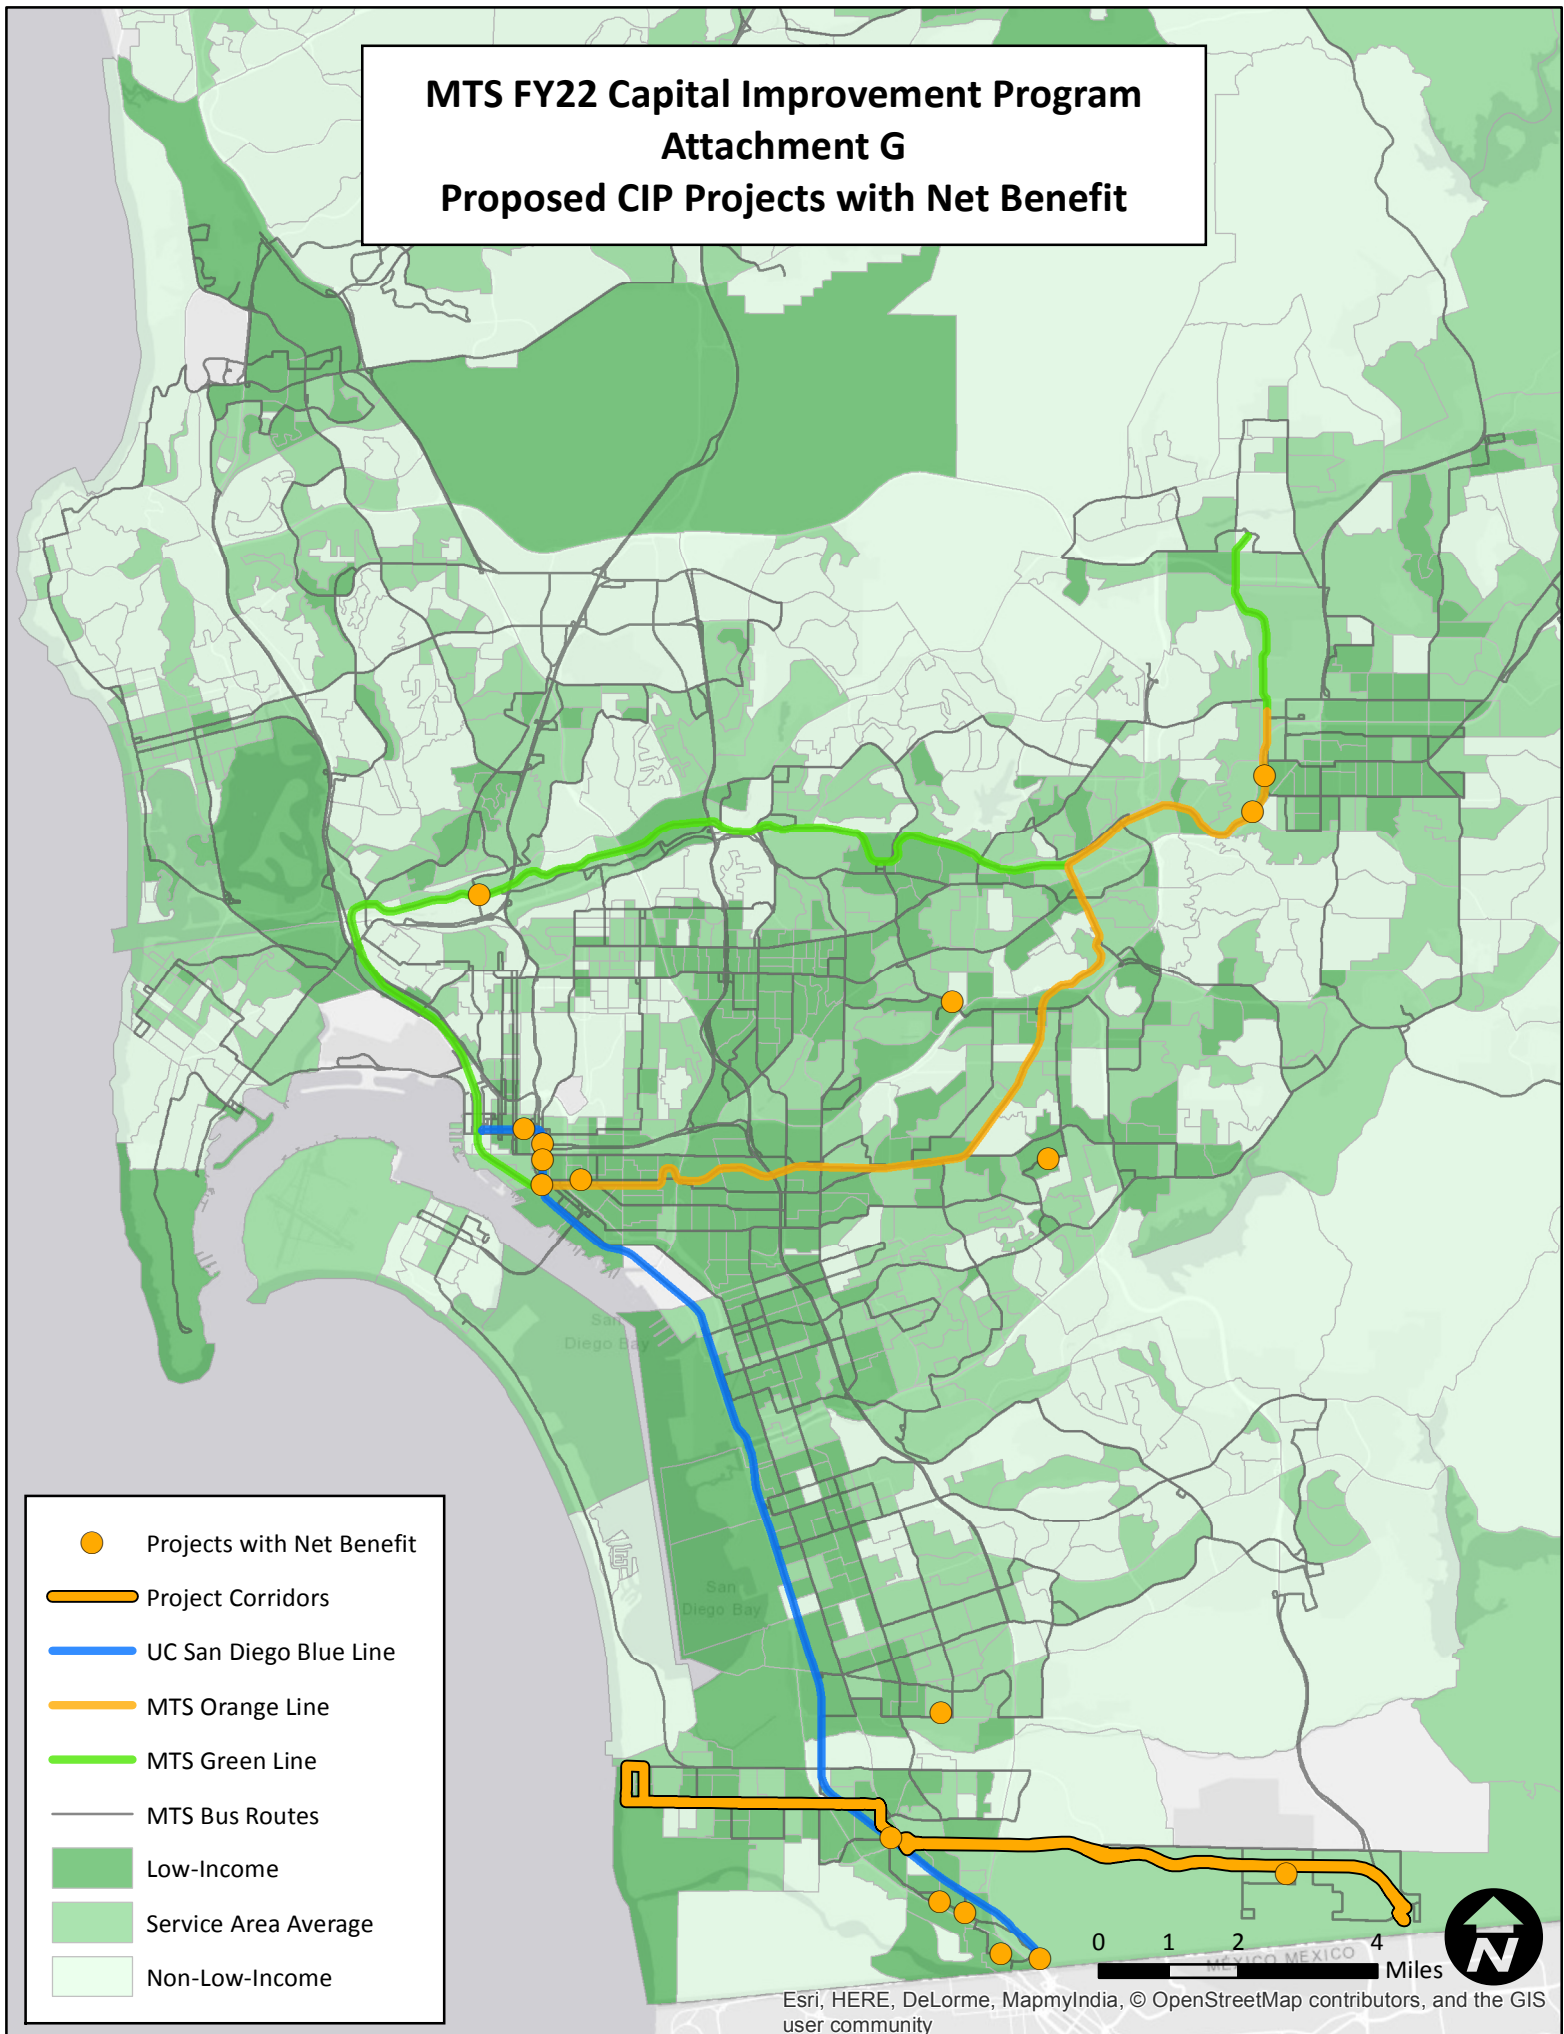 MTS FY22 Capital Improvement Program
Attachment G
Proposed CIP Projects with Net Benefit
San
Diego Bay
San
Diego Bay
Projects with Net Benefit
Project Corridors
UC San Diego Blue Line
MTS Orange Line
MTS Green Line
MTS Bus Routes
Low-Income
Service Area Average
Non-Low-Income
0 1 2 4
Miles
MÉXICO MEXICO
N
Esri, HERE, DeLorme, MapmyIndia, © OpenStreetMap contributors, and the GIS
user community